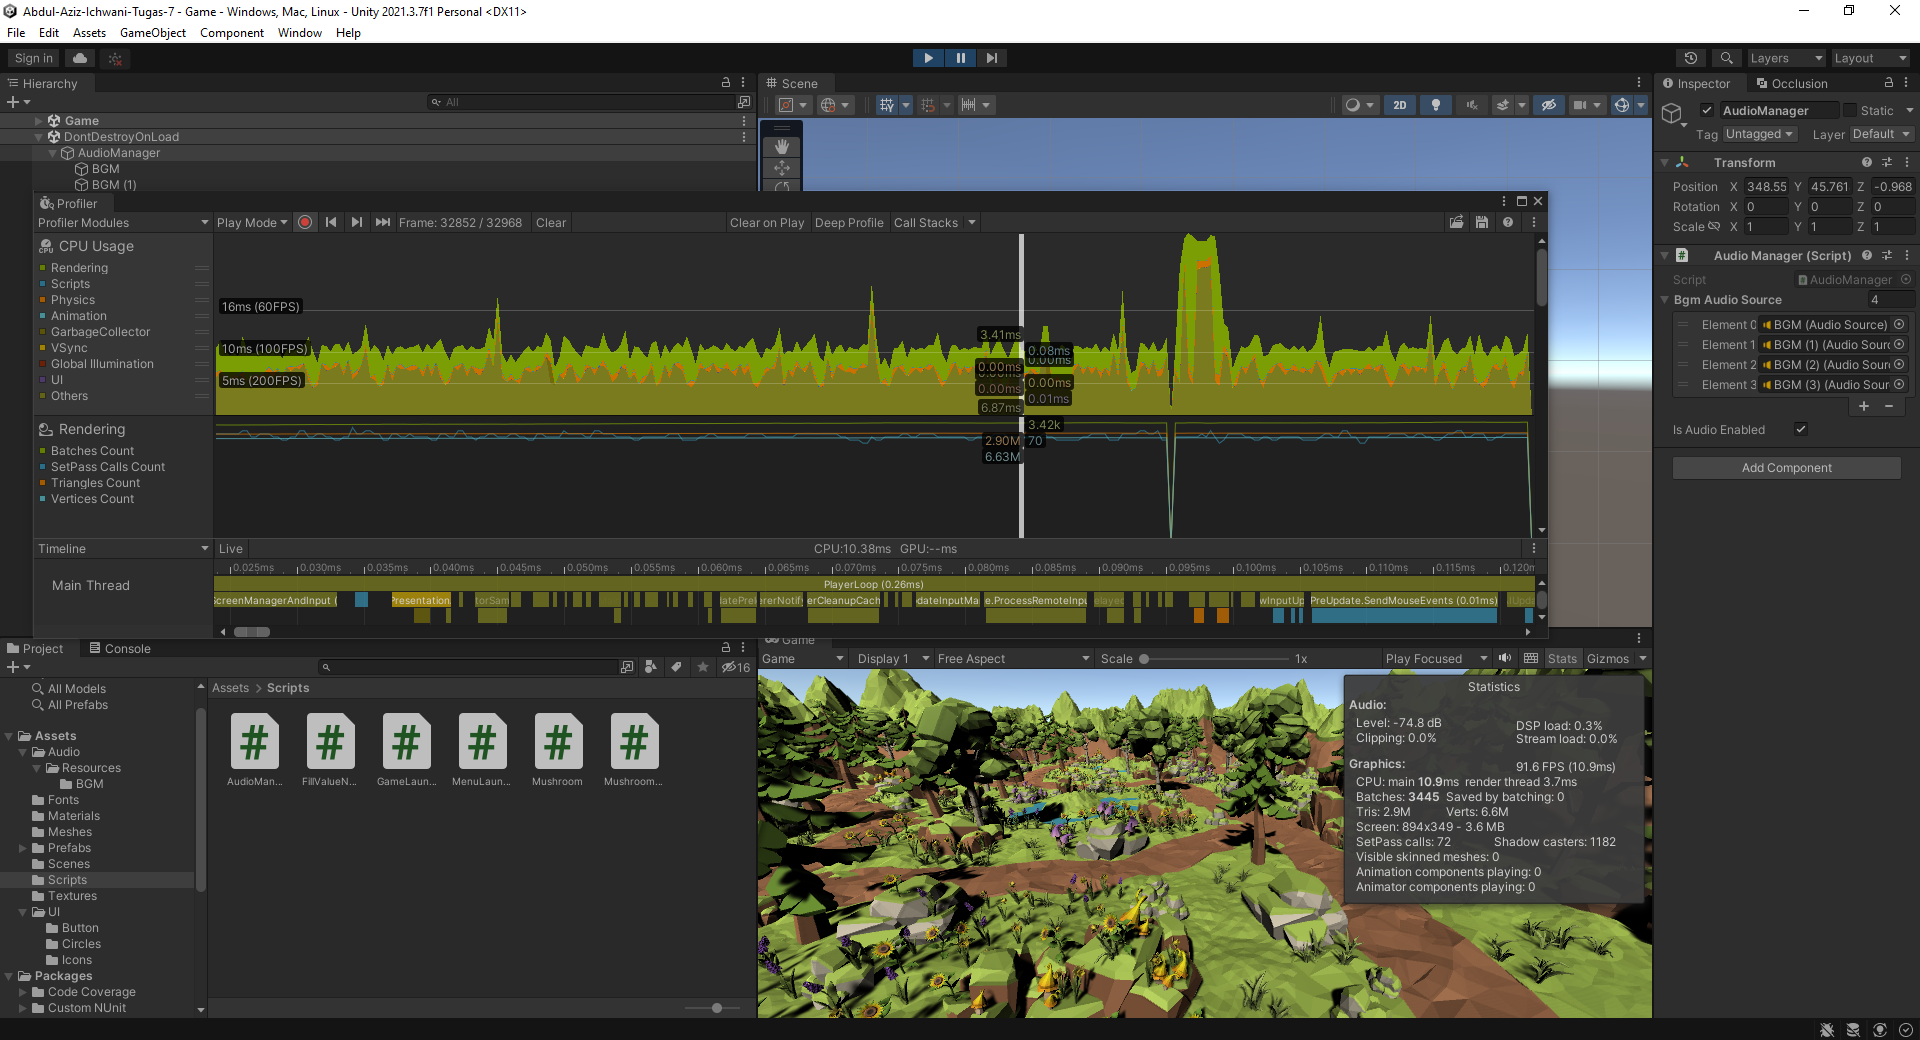 Abdul-Aziz-Ichwani-Tugas-7 - Game - Windows, Mac, Linux - Unity 2021.3.7f1 Personal <DX11>
File Edit Assets GameObject Component Window Help
Sign in
Layers Layout
Hierarchy
All
Game
DontDestroyOnLoad
AudioManager
BGM
BGM (1)
Scene
2D
Profiler
Profiler Modules
Play Mode
Frame: 32852 / 32968
Clear
Clear on Play
Deep Profile
Call Stacks
CPU Usage
Rendering
Scripts
Physics
Animation
GarbageCollector
VSync
Global Illumination
UI
Others
16ms (60FPS)
10ms (100FPS)
5ms (200FPS)
3.41ms
0.08ms
0.00ms
0.00ms
0.00ms
0.00ms
0.01ms
6.87ms
Rendering
Batches Count
SetPass Calls Count
Triangles Count
Vertices Count
3.42k
2.90M
70
6.63M
Timeline
Live
CPU:10.38ms GPU:--ms
0.025ms 0.030ms 0.035ms 0.040ms 0.045ms 0.050ms 0.055ms 0.060ms 0.065ms 0.070ms 0.075ms 0.080ms 0.085ms 0.090ms 0.095ms 0.100ms 0.105ms 0.110ms 0.115ms 0.120m
Main Thread
PlayerLoop (0.26ms)
ScreenManagerAndInput (
Presentation
torSam
latePre
ererNotify
erCleanupCach
dateInputMa
e.ProcessRemoteInpu
elayed
wInputUp
PreUpdate.SendMouseEvents (0.01ms)
Inspector
Occlusion
AudioManager
Static
Tag Untagged
Layer Default
Transform
Position X 348.55 Y 45.761 Z -0.968
Rotation X 0 Y 0 Z 0
Scale X 1 Y 1 Z 1
Audio Manager (Script)
Script AudioManager
Bgm Audio Source 4
Element 0 BGM (Audio Source)
Element 1 BGM (1) (Audio Sourc
Element 2 BGM (2) (Audio Sour
Element 3 BGM (3) (Audio Sour
Is Audio Enabled
Add Component
Project
Console
16
All Models
All Prefabs
Assets
Audio
Resources
BGM
Fonts
Materials
Meshes
Prefabs
Scenes
Scripts
Textures
UI
Button
Circles
Icons
Packages
Code Coverage
Custom NUnit
Assets > Scripts
AudioMan...
FillValueN...
GameLaun...
MenuLaun...
Mushroom
Mushroom...
Game
Game
Display 1
Free Aspect
Scale
1x
Play Focused
Stats
Gizmos
Statistics
Audio:
Level: -74.8 dB DSP load: 0.3%
Clipping: 0.0% Stream load: 0.0%
Graphics: 91.6 FPS (10.9ms)
CPU: main 10.9ms render thread 3.7ms
Batches: 3445 Saved by batching: 0
Tris: 2.9M Verts: 6.6M
Screen: 894x349 - 3.6 MB
SetPass calls: 72 Shadow casters: 1182
Visible skinned meshes: 0
Animation components playing: 0
Animator components playing: 0